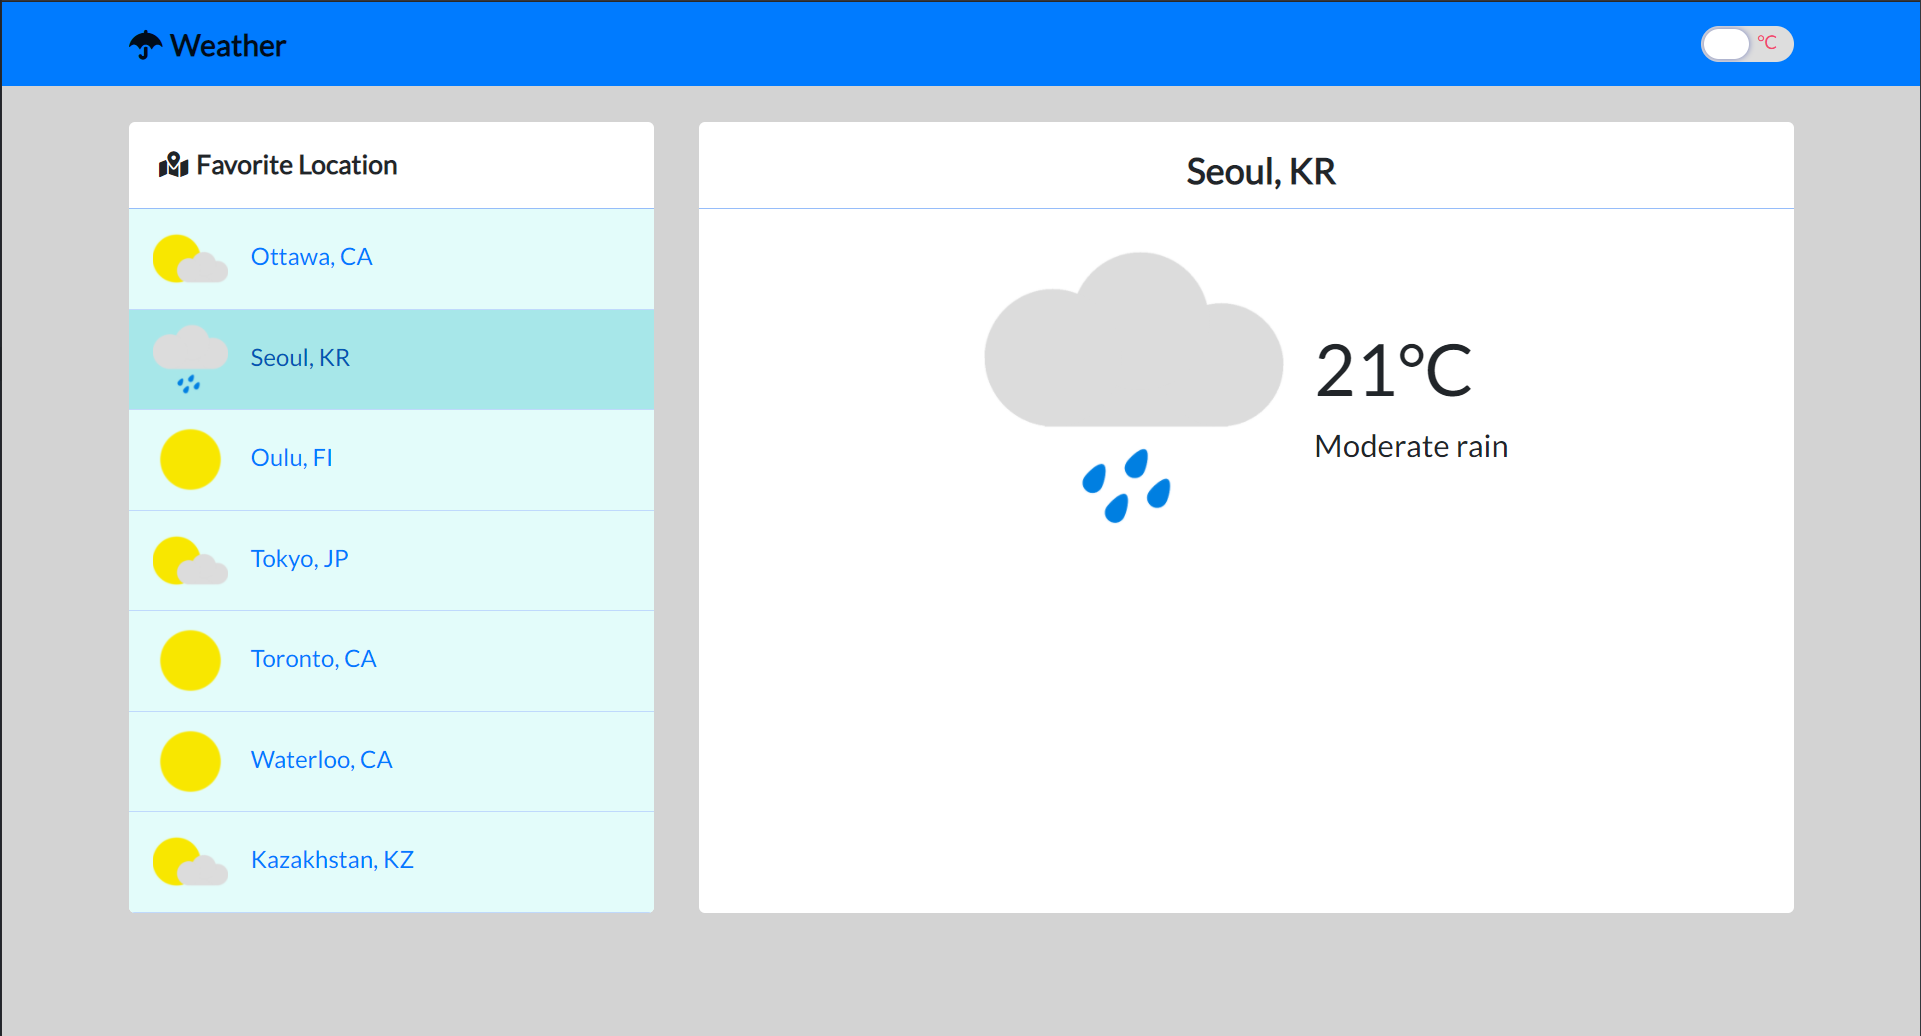 Weather
°C
Favorite Location
Ottawa, CA
Seoul, KR
Oulu, FI
Tokyo, JP
Toronto, CA
Waterloo, CA
Kazakhstan, KZ
Seoul, KR
21°C
Moderate rain